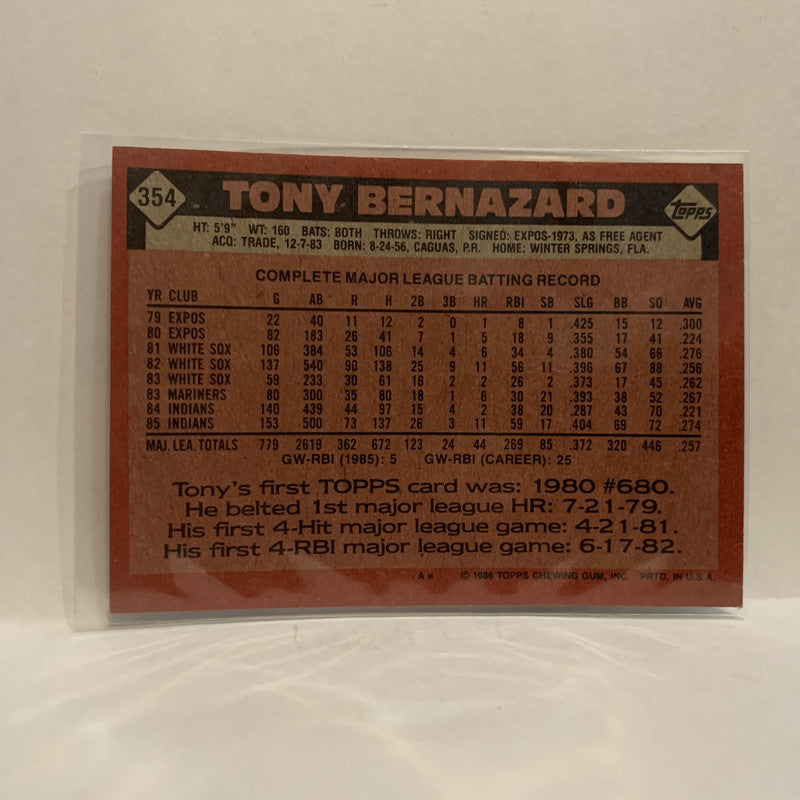 354 TONY BERNAZARD Topps
HT: 5'9" WT: 160 BATS: BOTH THROWS: RIGHT SIGNED: EXPOS-1973, AS FREE AGENT
ACQ: TRADE, 12-7-83 BORN: 8-24-56, CAGUAS, P.R. HOME: WINTER SPRINGS, FLA.
COMPLETE MAJOR LEAGUE BATTING RECORD
YR CLUB G AB R H 2B 3B HR RBI SB SLG BB SO AVG
79 EXPOS 22 40 11 12 2 0 1 8 1 .425 15 12 .300
80 EXPOS 82 183 26 41 7 1 5 18 9 .355 17 41 .224
81 WHITE SOX 106 384 53 106 14 4 6 34 4 .380 54 66 .276
82 WHITE SOX 137 540 90 138 25 9 11 56 11 .396 67 88 .256
83 WHITE SOX 59 233 30 61 16 2 2 26 2 .373 17 45 .262
83 MARINERS 80 300 35 80 18 1 6 30 21 .393 38 52 .267
84 INDIANS 140 439 44 97 15 4 2 38 20 .287 43 70 .221
85 INDIANS 153 500 73 137 26 3 11 59 17 .404 69 72 .274
MAJ. LEA. TOTALS 779 2619 362 672 123 24 44 269 85 .372 320 446 .257
GW-RBI (1985): 5 GW-RBI (CAREER): 25
Tony's first TOPPS card was: 1980 #680.
He belted 1st major league HR: 7-21-79.
His first 4-Hit major league game: 4-21-81.
His first 4-RBI major league game: 6-17-82.
A* © 1986 TOPPS CHEWING GUM, INC. PRTD. IN U.S.A.